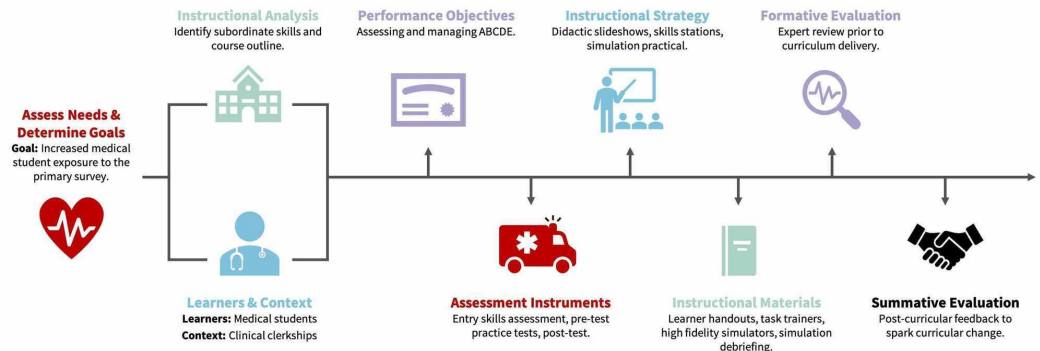 Assess Needs &
Determine Goals
Goal: Increased medical
student exposure to the
primary survey.
Instructional Analysis
Identify subordinate skills and
course outline.
Learners & Context
Learners: Medical students
Context: Clinical clerkships
Performance Objectives
Assessing and managing ABCDE.
Assessment Instruments
Entry skills assessment, pre-test
practice tests, post-test.
Instructional Strategy
Didactic slideshows, skills stations,
simulation practical.
Instructional Materials
Learner handouts, task trainers,
high fidelity simulators, simulation
debriefing.
Formative Evaluation
Expert review prior to
curriculum delivery.
Summative Evaluation
Post-curricular feedback to
spark curricular change.